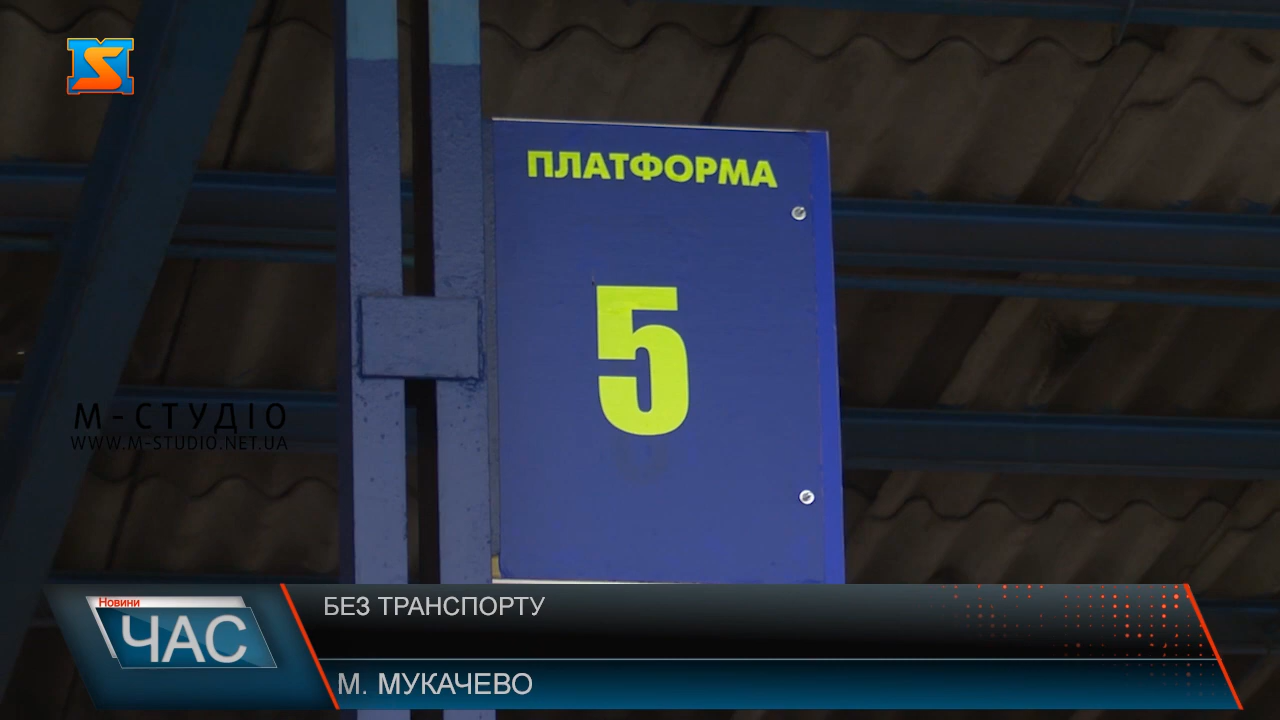 ПЛАТФОРМА
5
М-СТУДІО
WWW.M-STUDIO.NET.UA
Новини
ЧАС
БЕЗ ТРАНСПОРТУ
М. МУКАЧЕВО